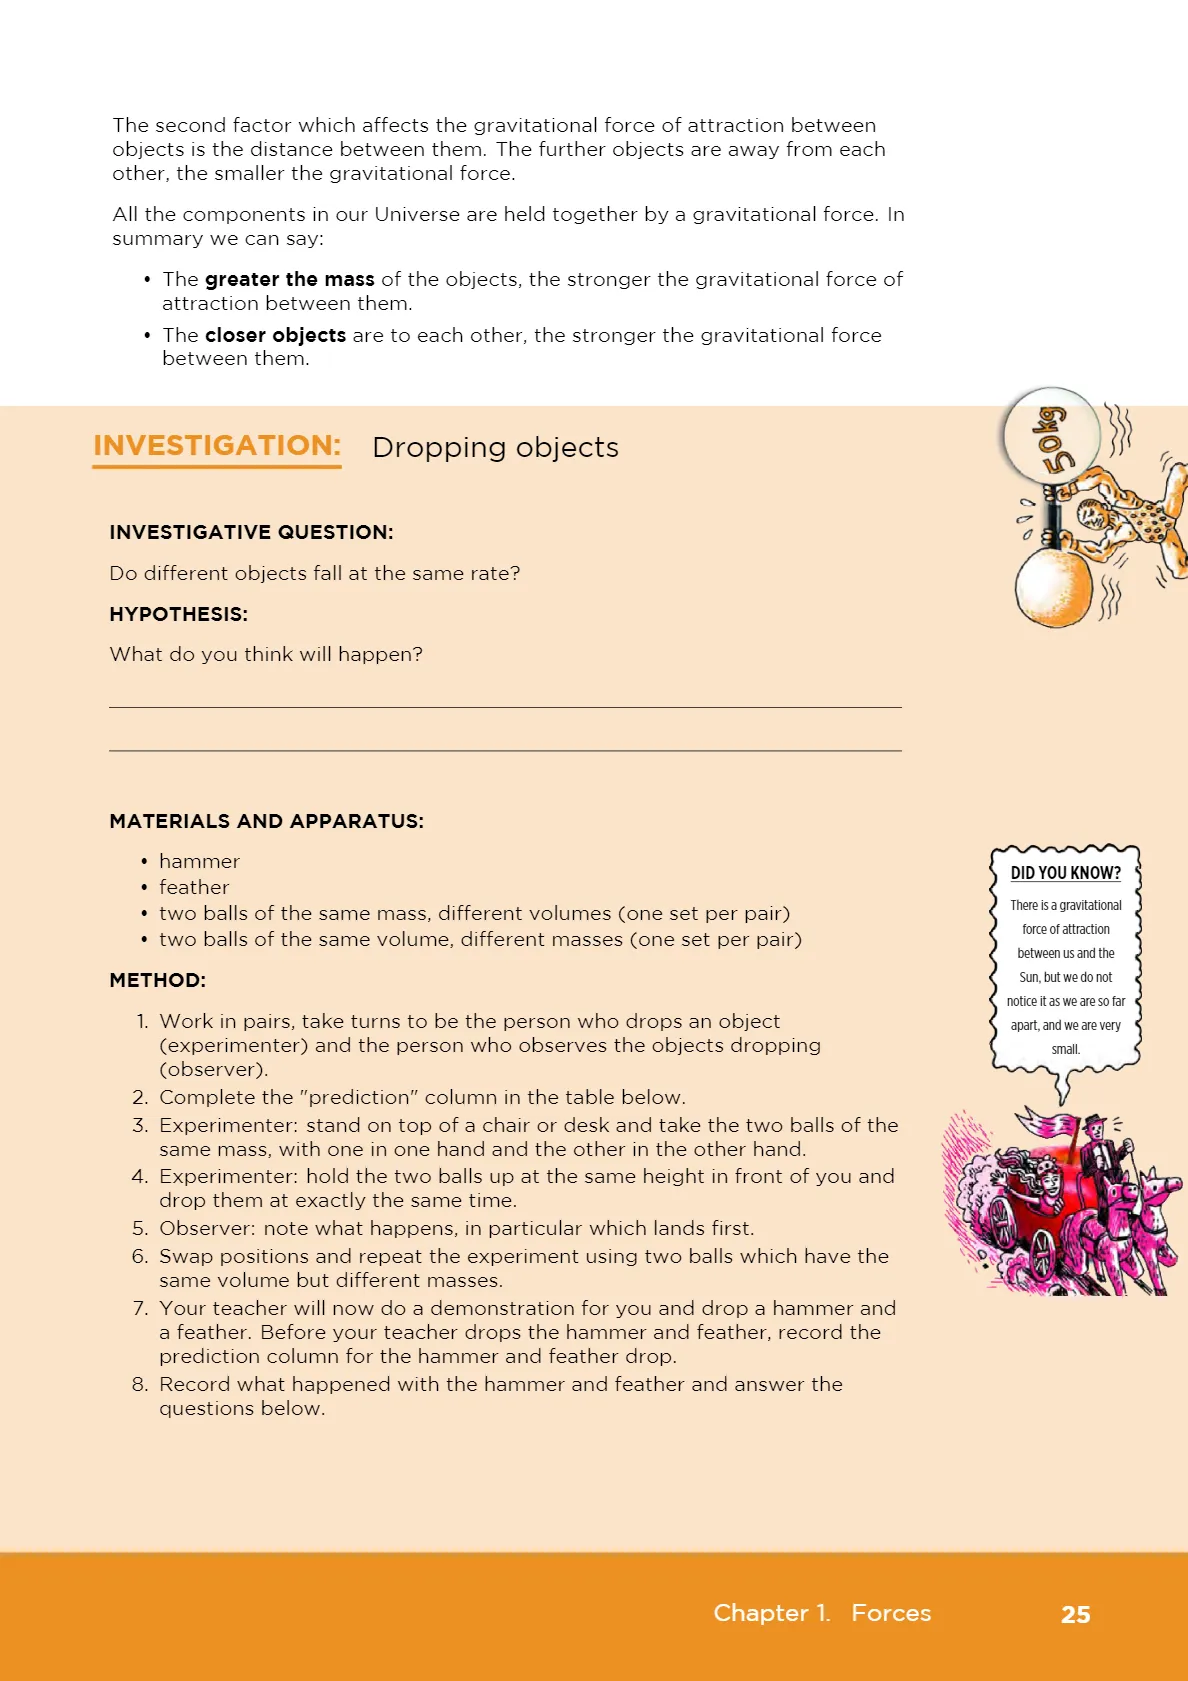 The second factor which affects the gravitational force of attraction between
objects is the distance between them. The further objects are away from each
other, the smaller the gravitational force.
All the components in our Universe are held together by a gravitational force. In
summary we can say:
• The greater the mass of the objects, the stronger the gravitational force of
attraction between them.
• The closer objects are to each other, the stronger the gravitational force
between them.
50kg
INVESTIGATION: Dropping objects
INVESTIGATIVE QUESTION:
Do different objects fall at the same rate?
HYPOTHESIS:
What do you think will happen?
MATERIALS AND APPARATUS:
• hammer
• feather
• two balls of the same mass, different volumes (one set per pair)
• two balls of the same volume, different masses (one set per pair)
METHOD:
1. Work in pairs, take turns to be the person who drops an object
(experimenter) and the person who observes the objects dropping
(observer).
2. Complete the "prediction" column in the table below.
3. Experimenter: stand on top of a chair or desk and take the two balls of the
same mass, with one in one hand and the other in the other hand.
4. Experimenter: hold the two balls up at the same height in front of you and
drop them at exactly the same time.
5. Observer: note what happens, in particular which lands first.
6. Swap positions and repeat the experiment using two balls which have the
same volume but different masses.
7. Your teacher will now do a demonstration for you and drop a hammer and
a feather. Before your teacher drops the hammer and feather, record the
prediction column for the hammer and feather drop.
8. Record what happened with the hammer and feather and answer the
questions below.
DID YOU KNOW?
There is a gravitational
force of attraction
between us and the
Sun, but we do not
notice it as we are so far
apart, and we are very
small.
Chapter 1. Forces 25